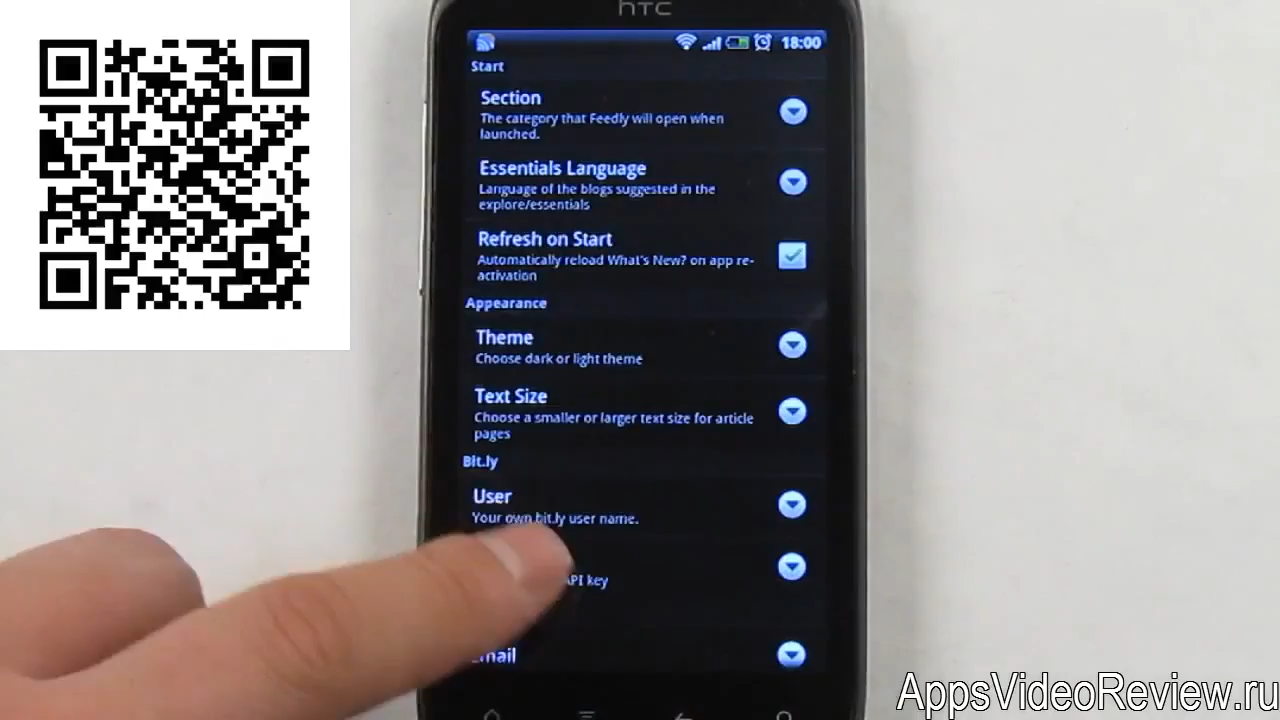 hTC
18:00
Start
Section
The category that Feedly will open when
launched.
Essentials Language
Language of the blogs suggested in the
explore/essentials
Refresh on Start
Automatically reload What's New? on app re-
activation
Appearance
Theme
Choose dark or light theme
Text Size
Choose a smaller or larger text size for article
pages
Bit.ly
User
Your own bit.ly user name.
API key
Email
AppsVideoReview.ru